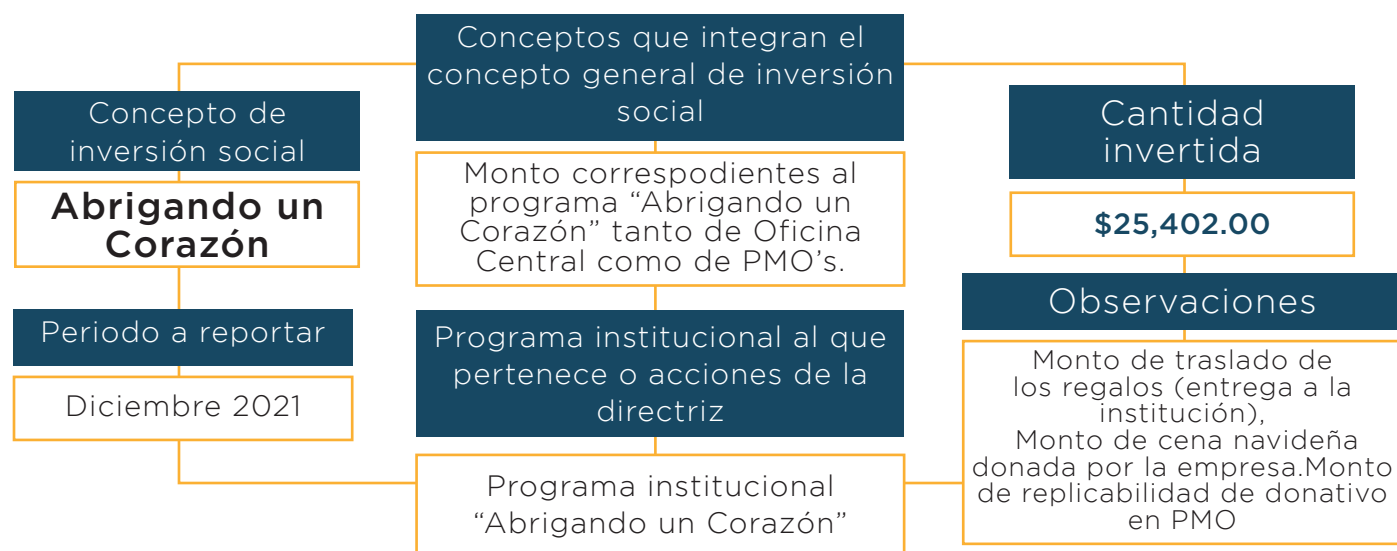 Concepto de
inversión social
Abrigando un
Corazón
Periodo a reportar
Diciembre 2021
Conceptos que integran el
concepto general de inversión
social
Monto correspodientes al
programa “Abrigando un
Corazón” tanto de Oficina
Central como de PMO’s.
Programa institucional al que
pertenece o acciones de la
directriz
Programa institucional
“Abrigando un Corazón”
Cantidad
invertida
$25,402.00
Observaciones
Monto de traslado de
los regalos (entrega a la
institución),
Monto de cena navideña
donada por la empresa.Monto
de replicabilidad de donativo
en PMO